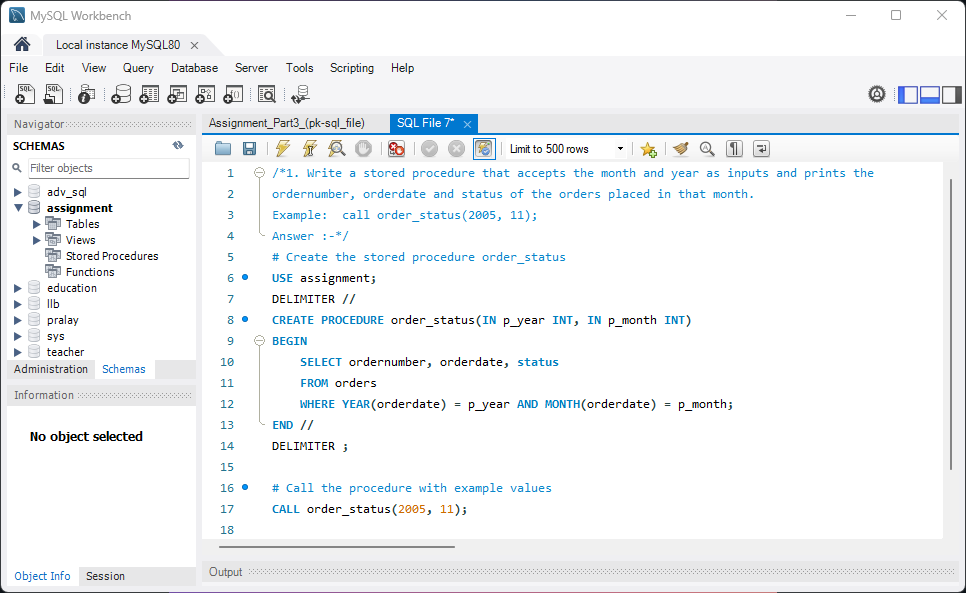 MySQL Workbench
Local instance MySQL80
File Edit View Query Database Server Tools Scripting Help
Navigator
SCHEMAS
Filter objects
adv_sql
assignment
Tables
Views
Stored Procedures
Functions
education
llb
pralay
sys
teacher
Administration Schemas
Information
No object selected
Object Info Session
Assignment_Part3_(pk-sql_file) SQL File 7*
Limit to 500 rows
1 /*1. Write a stored procedure that accepts the month and year as inputs and prints the
2 ordernumber, orderdate and status of the orders placed in that month.
3 Example:  call order_status(2005, 11);
4 Answer :-*/
5 # Create the stored procedure order_status
6 USE assignment;
7 DELIMITER //
8 CREATE PROCEDURE order_status(IN p_year INT, IN p_month INT)
9 BEGIN
10     SELECT ordernumber, orderdate, status
11     FROM orders
12     WHERE YEAR(orderdate) = p_year AND MONTH(orderdate) = p_month;
13 END //
14 DELIMITER ;
15
16 # Call the procedure with example values
17 CALL order_status(2005, 11);
18
Output